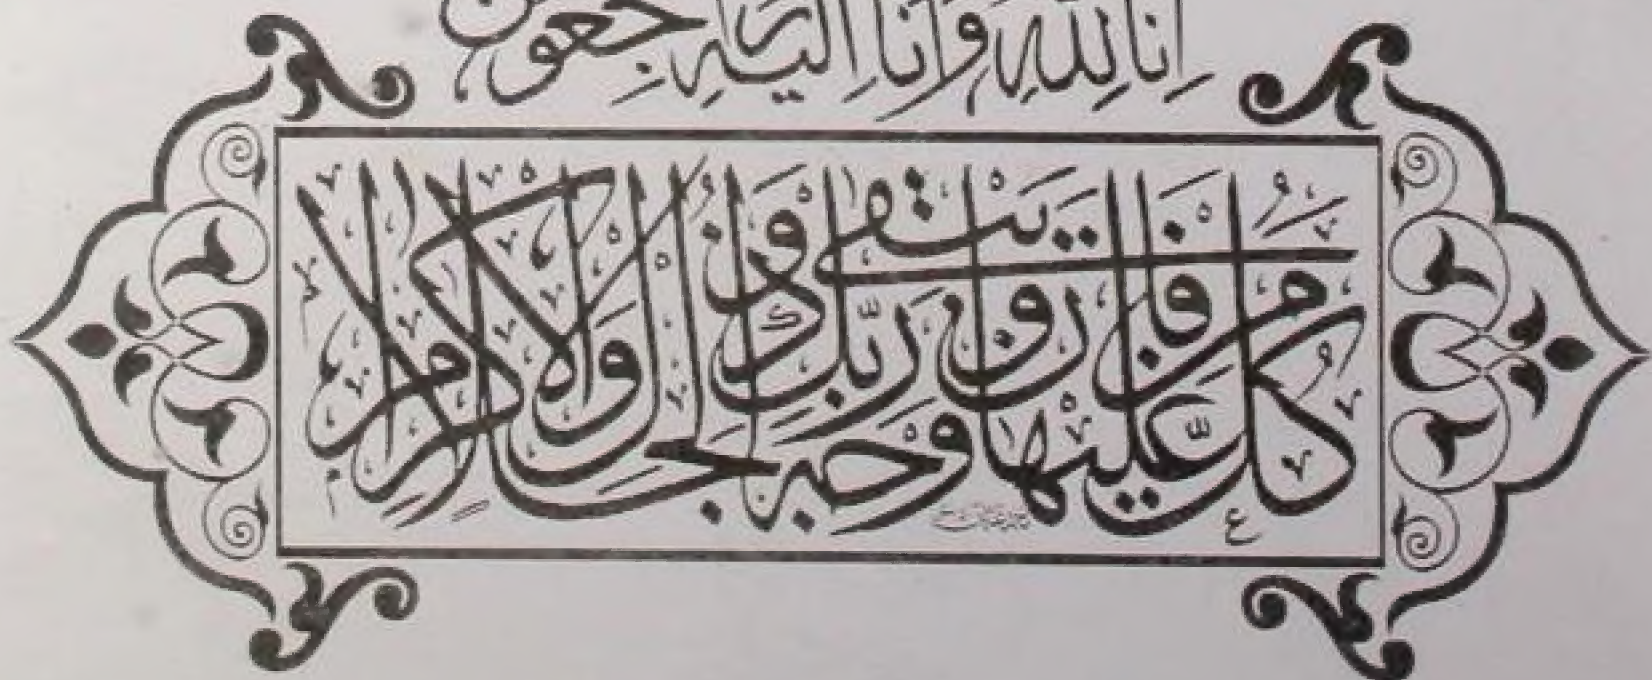 إنا لله وإنا إليه راجعون
كل من عليها فان ويبقى وجه ربك ذو الجلال والإكرام